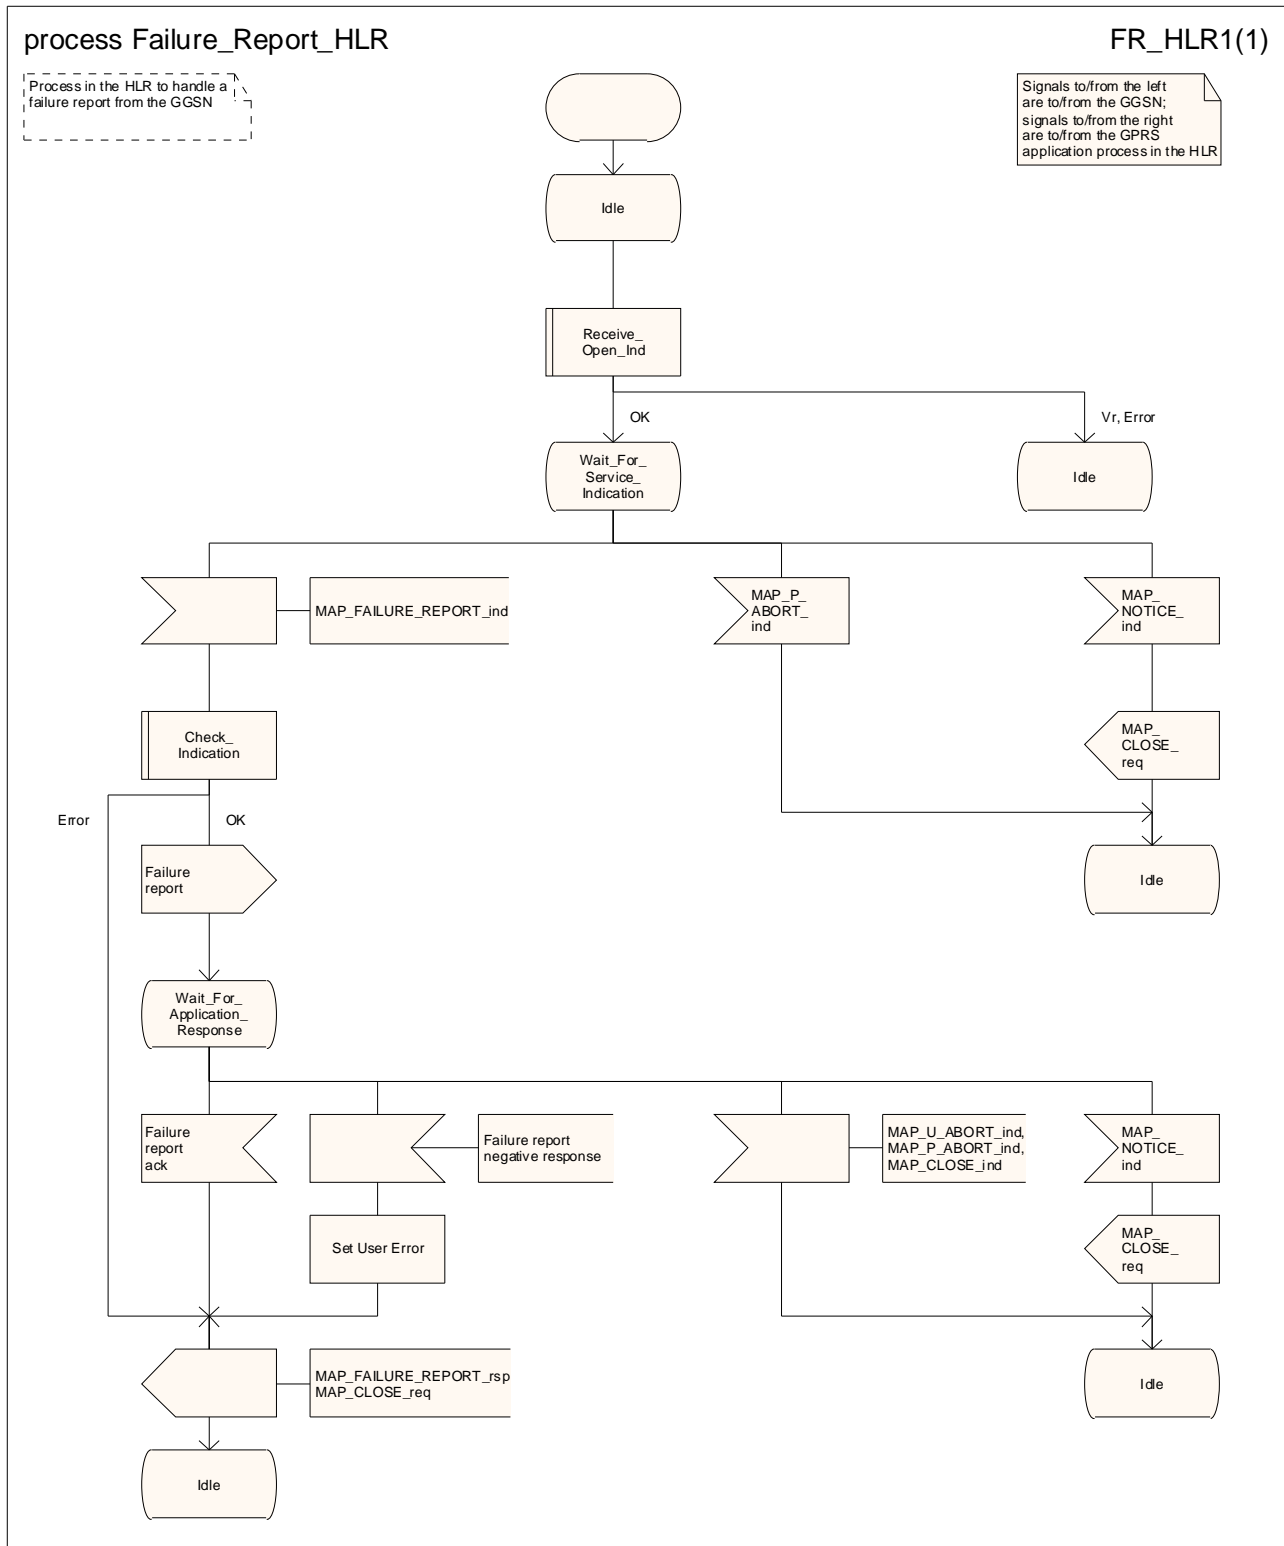 process Failure_Report_HLR
FR_HLR1(1)
Process in the HLR to handle a
failure report from the GGSN
Signals to/from the left
are to/from the GGSN;
signals to/from the right
are to/from the GPRS
application process in the HLR
Idle
Receive_
Open_Ind
OK
Vr, Error
Wait_For_
Service_
Indication
Idle
MAP_FAILURE_REPORT_ind
MAP_P_
ABORT_
ind
MAP_
NOTICE_
ind
Check_
Indication
MAP_
CLOSE_
req
Error
OK
Failure
report
Idle
Wait_For_
Application_
Response
Failure
report
ack
Failure report
negative response
MAP_U_ABORT_ind,
MAP_P_ABORT_ind,
MAP_CLOSE_ind
MAP_
NOTICE_
ind
Set User Error
MAP_
CLOSE_
req
MAP_FAILURE_REPORT_rsp
MAP_CLOSE_req
Idle
Idle